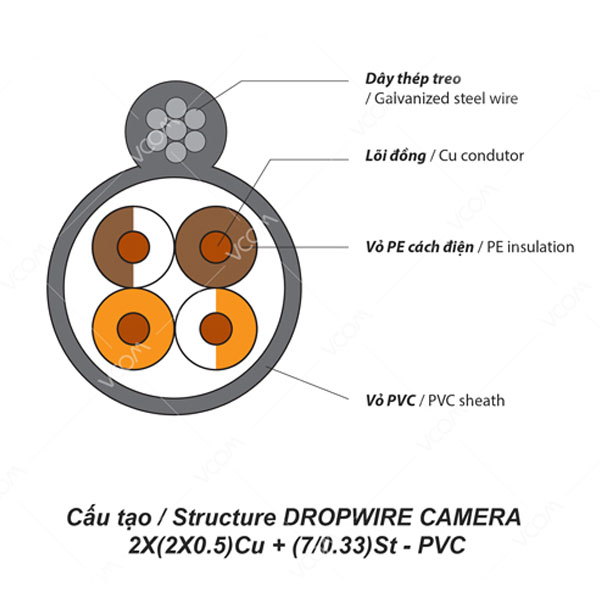 Dây thép treo
/ Galvanized steel wire
Lõi đồng / Cu condutor
Vỏ PE cách điện / PE insulation
Vỏ PVC / PVC sheath
Cấu tạo / Structure DROPWIRE CAMERA
2X(2X0.5)Cu + (7/0.33)St - PVC
VCOM